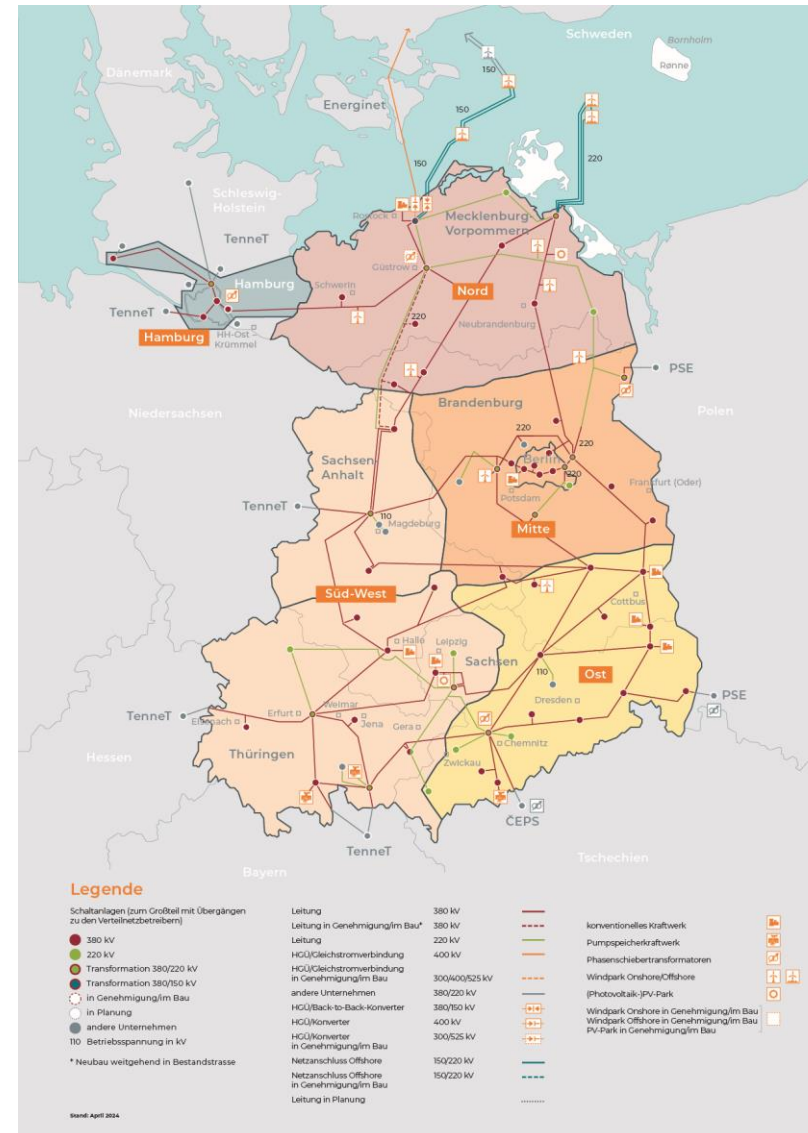 Schweden
Bornholm
Rønne
Dänemark
Energinet
150
150
150
220
Schleswig-
Holstein
TenneT
Rostock
Mecklenburg
Vorpommern
Güstrow
Hamburg
Schwerin
Nord
TenneT
Hamburg
HH-Ost
Krümmel
220
Neubrandenburg
PSE
Niedersachsen
Brandenburg
Polen
220
220
Sachsen
Anhalt
Berlin
220
Frankfurt (Oder)
TenneT
110
Magdeburg
Potsdam
Mitte
Süd-West
Cottbus
Halle
Leipzig
Sachsen
110
Ost
Dresden
PSE
TenneT
Eisenach
Erfurt
Weimar
Jena
Gera
Chemnitz
Zwickau
Hessen
Thüringen
ČEPS
TenneT
Bayern
Tschechien
Legende
Schaltanlagen (zum Großteil mit Übergängen
zu den Verteilnetzbetreibern)
380 kV
220 kV
Transformation 380/220 kV
Transformation 380/150 kV
in Genehmigung/im Bau
in Planung
andere Unternehmen
110 Betriebsspannung in kV
* Neubau weitgehend in Bestandstrasse
Stand: April 2024
Leitung 380 kV
Leitung in Genehmigung/im Bau* 380 kV
Leitung 220 kV
HGÜ/Gleichstromverbindung 400 kV
HGÜ/Gleichstromverbindung
in Genehmigung/im Bau 300/400/525 kV
andere Unternehmen 380/220 kV
HGÜ/Back-to-Back-Konverter 380/150 kV
HGÜ/Konverter 400 kV
HGÜ/Konverter
in Genehmigung/im Bau 300/525 kV
Netzanschluss Offshore 150/220 kV
Netzanschluss Offshore
in Genehmigung/im Bau 150/220 kV
Leitung in Planung
konventionelles Kraftwerk
Pumpspeicherkraftwerk
Phasenschiebertransformatoren
Windpark Onshore/Offshore
(Photovoltaik-)PV-Park
Windpark Onshore in Genehmigung/im Bau
Windpark Offshore in Genehmigung/im Bau
PV-Park in Genehmigung/im Bau